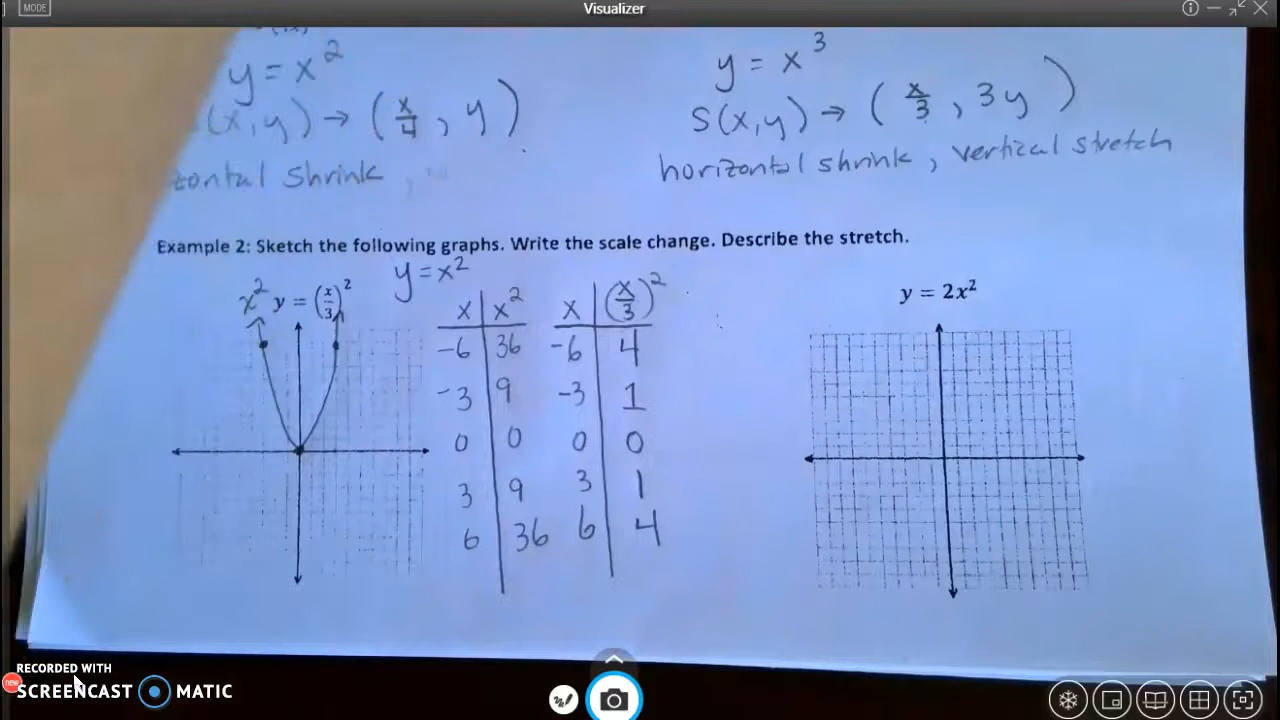 MODE
Visualizer
y = x²
(x,y) → (x/4, y)
zontal shrink
y = x³
S(x,y) → (x/3, 3y)
horizontal shrink, vertical stretch
Example 2: Sketch the following graphs. Write the scale change. Describe the stretch.
x² y = (x/3)²
y = x²
x | x²
-6 | 36
-3 | 9
0 | 0
3 | 9
6 | 36
x | (x/3)²
-6 | 4
-3 | 1
0 | 0
3 | 1
6 | 4
y = 2x²
RECORDED WITH
new
SCREENCAST MATIC